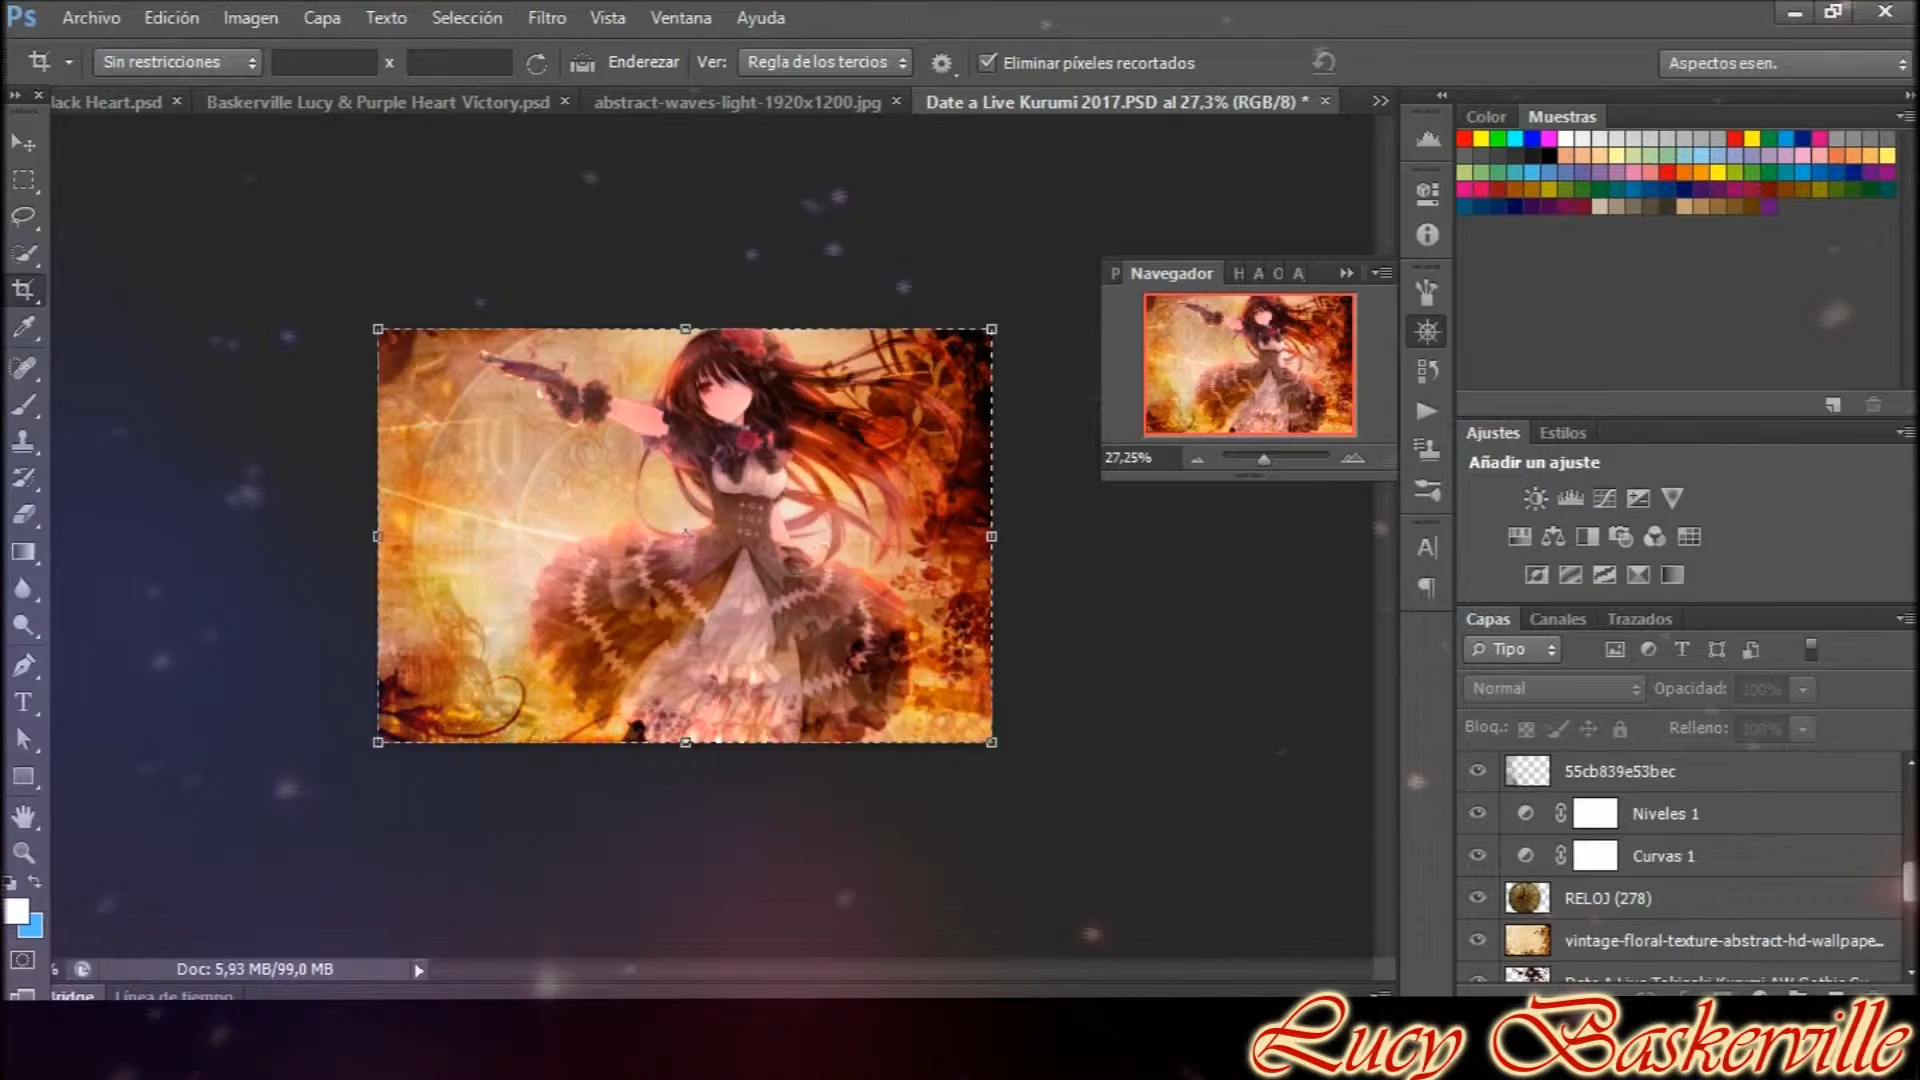 Ps Archivo Edición Imagen Capa Texto Selección Filtro Vista Ventana Ayuda
Sin restricciones x Enderezar Ver: Regla de los tercios Eliminar píxeles recortados Aspectos esen.
lack Heart.psd × Baskerville Lucy & Purple Heart Victory.psd × abstract-waves-light-1920x1200.jpg × Date a Live Kurumi 2017.PSD al 27,3% (RGB/8) * ×
Color Muestras
P Navegador H A O A
27,25%
Ajustes Estilos
Añadir un ajuste
Capas Canales Trazados
Tipo
Normal Opacidad: 100%
Bloq.: Relleno: 100%
55cb839e53bec
Niveles 1
Curvas 1
RELOJ (278)
vintage-floral-texture-abstract-hd-wallpape...
% Doc: 5,93 MB/99,0 MB
Bridge Línea de tiempo
Lucy Baskerville